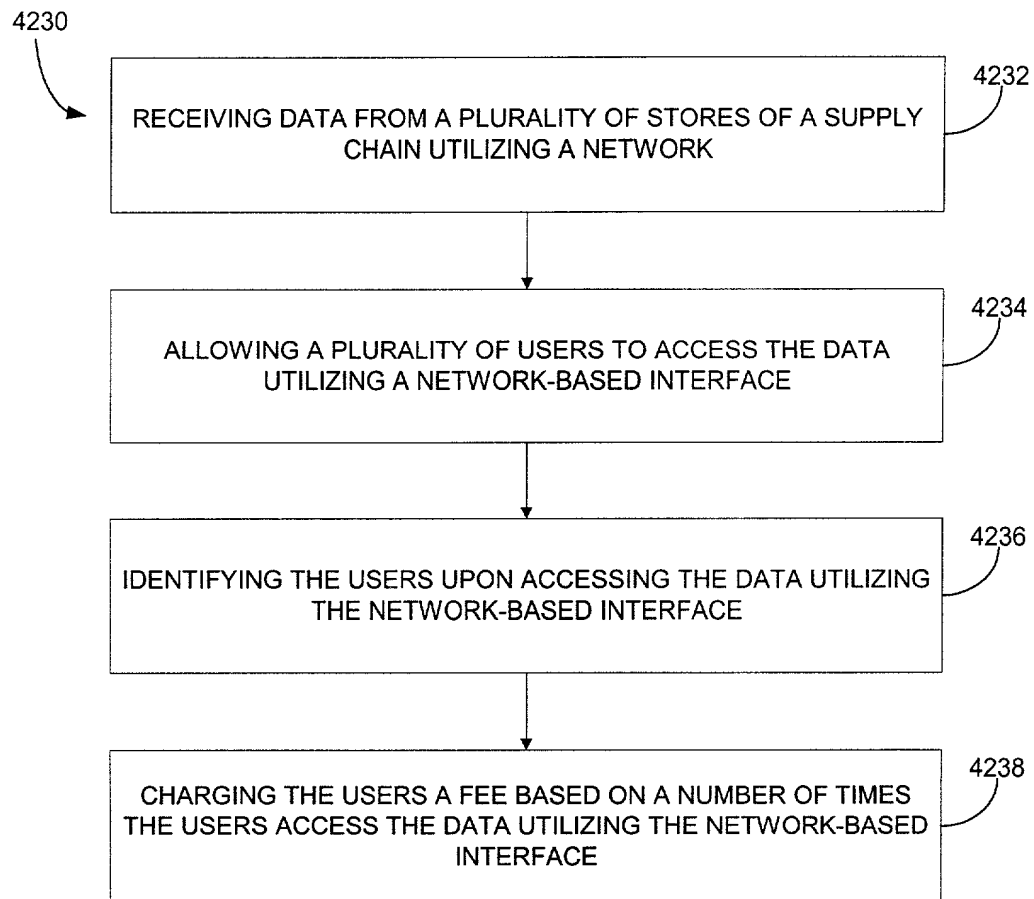 4230
4232
RECEIVING DATA FROM A PLURALITY OF STORES OF A SUPPLY
CHAIN UTILIZING A NETWORK
4234
ALLOWING A PLURALITY OF USERS TO ACCESS THE DATA
UTILIZING A NETWORK-BASED INTERFACE
4236
IDENTIFYING THE USERS UPON ACCESSING THE DATA UTILIZING
THE NETWORK-BASED INTERFACE
4238
CHARGING THE USERS A FEE BASED ON A NUMBER OF TIMES
THE USERS ACCESS THE DATA UTILIZING THE NETWORK-BASED
INTERFACE